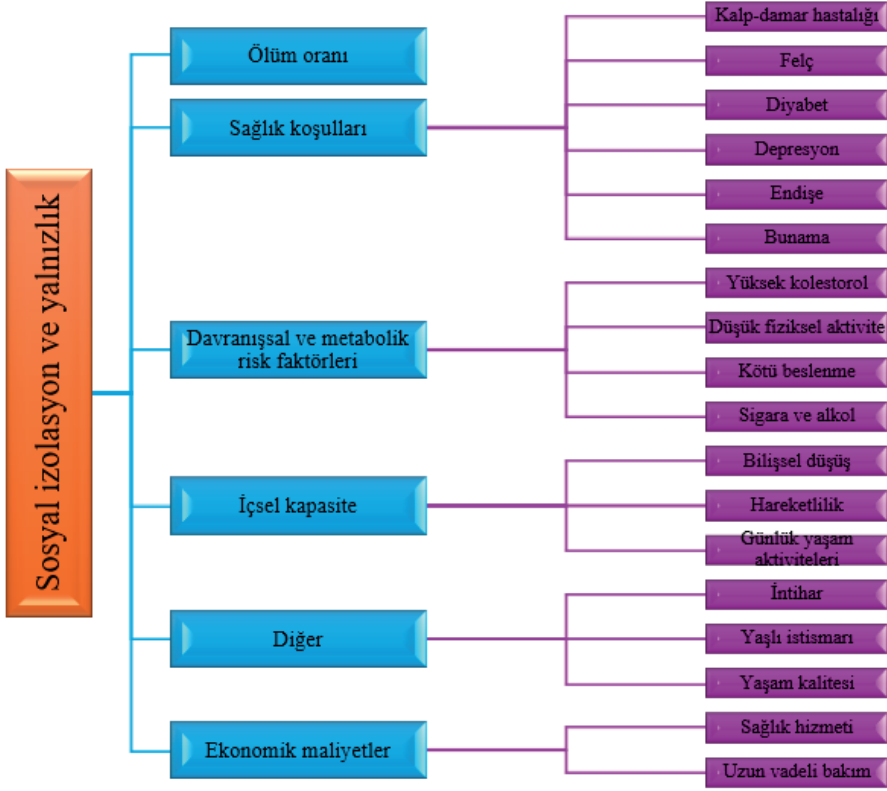 Sosyal izolasyon ve yalnızlık
Ölüm oranı
Sağlık koşulları
Kalp-damar hastalığı
Felç
Diyabet
Depresyon
Endişe
Bunama
Davranışsal ve metabolik
risk faktörleri
Yüksek kolestorol
Düşük fiziksel aktivite
Kötü beslenme
Sigara ve alkol
İçsel kapasite
Bilişsel düşüş
Hareketlilik
Günlük yaşam
aktiviteleri
Diğer
İntihar
Yaşlı istismarı
Yaşam kalitesi
Ekonomik maliyetler
Sağlık hizmeti
Uzun vadeli bakım